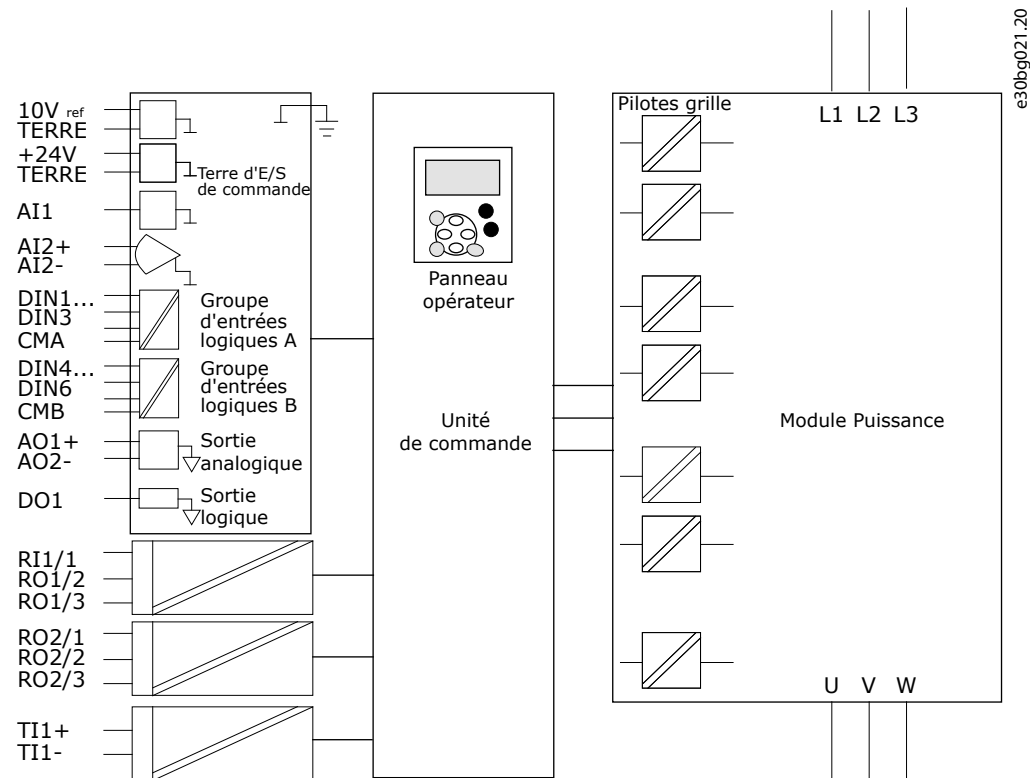 10V ref
TERRE
+24V
TERRE
AI1
AI2+
AI2-
DIN1...
DIN3
CMA
DIN4...
DIN6
CMB
AO1+
AO2-
DO1
RI1/1
RO1/2
RO1/3
RO2/1
RO2/2
RO2/3
TI1+
TI1-
Terre d'E/S
de commande
Groupe
d'entrées
logiques A
Groupe
d'entrées
logiques B
Sortie
analogique
Sortie
logique
Panneau
opérateur
Unité
de commande
Pilotes grille
L1 L2 L3
Module Puissance
U V W
e30bg021.20